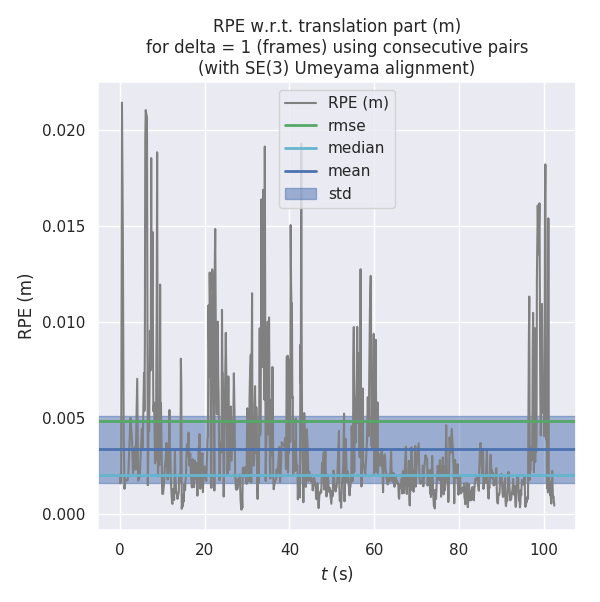 RPE w.r.t. translation part (m)
for delta = 1 (frames) using consecutive pairs
(with SE(3) Umeyama alignment)
RPE (m)
rmse
median
mean
std
0.020
0.015
0.010
0.005
0.000
RPE (m)
0
20
40
60
80
100
t (s)